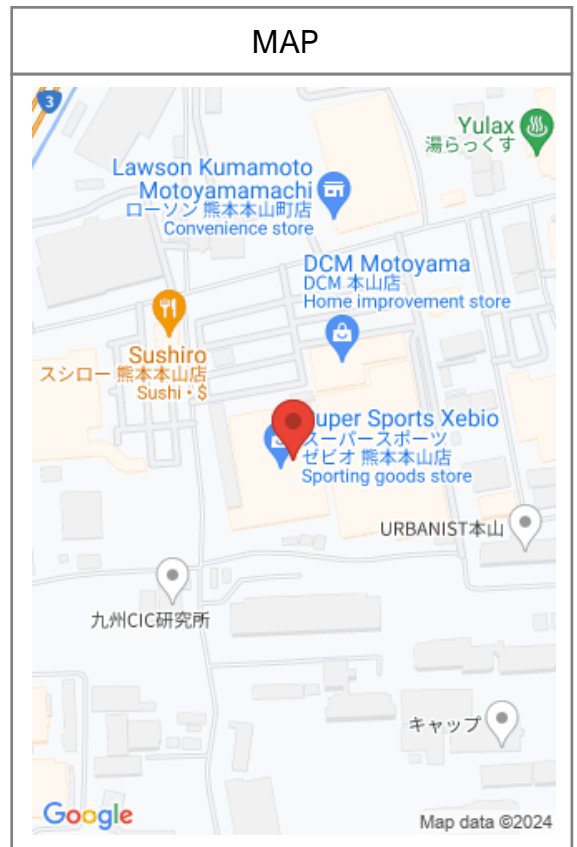 MAP
3
Yulax
湯らっくす
Lawson Kumamoto
Motoyamamachi
ローソン 熊本本山町店
Convenience store
DCM Motoyama
DCM 本山店
Home improvement store
Sushiro
スシロー 熊本本山店
Sushi・$
uper Sports Xebio
スーパースポーツ
ゼビオ 熊本本山店
Sporting goods store
URBANIST本山
九州CIC研究所
キャップ
Google
Map data ©2024